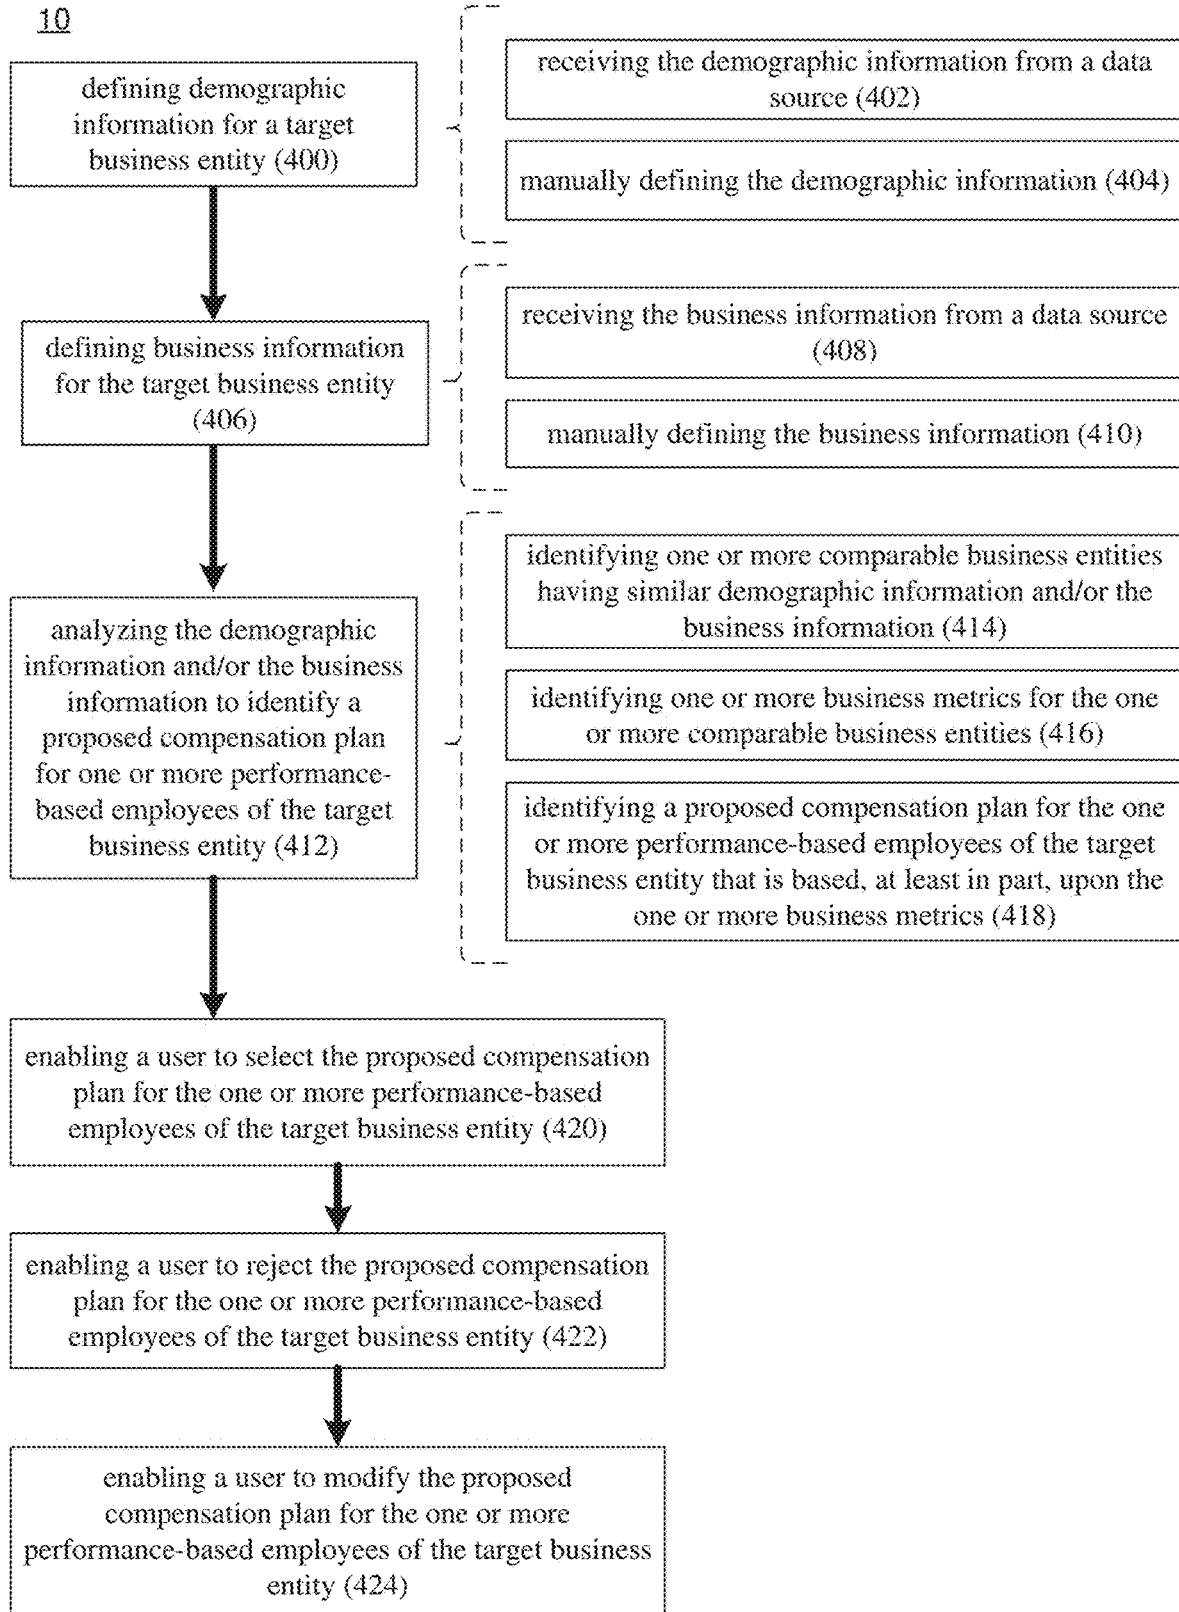 10
defining demographic
information for a target
business entity (400)
receiving the demographic information from a data
source (402)
manually defining the demographic information (404)
defining business information
for the target business entity
(406)
receiving the business information from a data source
(408)
manually defining the business information (410)
analyzing the demographic
information and/or the business
information to identify a
proposed compensation plan
for one or more performance-
based employees of the target
business entity (412)
identifying one or more comparable business entities
having similar demographic information and/or the
business information (414)
identifying one or more business metrics for the one
or more comparable business entities (416)
identifying a proposed compensation plan for the one
or more performance-based employees of the target
business entity that is based, at least in part, upon the
one or more business metrics (418)
enabling a user to select the proposed compensation
plan for the one or more performance-based
employees of the target business entity (420)
enabling a user to reject the proposed compensation
plan for the one or more performance-based
employees of the target business entity (422)
enabling a user to modify the proposed
compensation plan for the one or more
performance-based employees of the target business
entity (424)